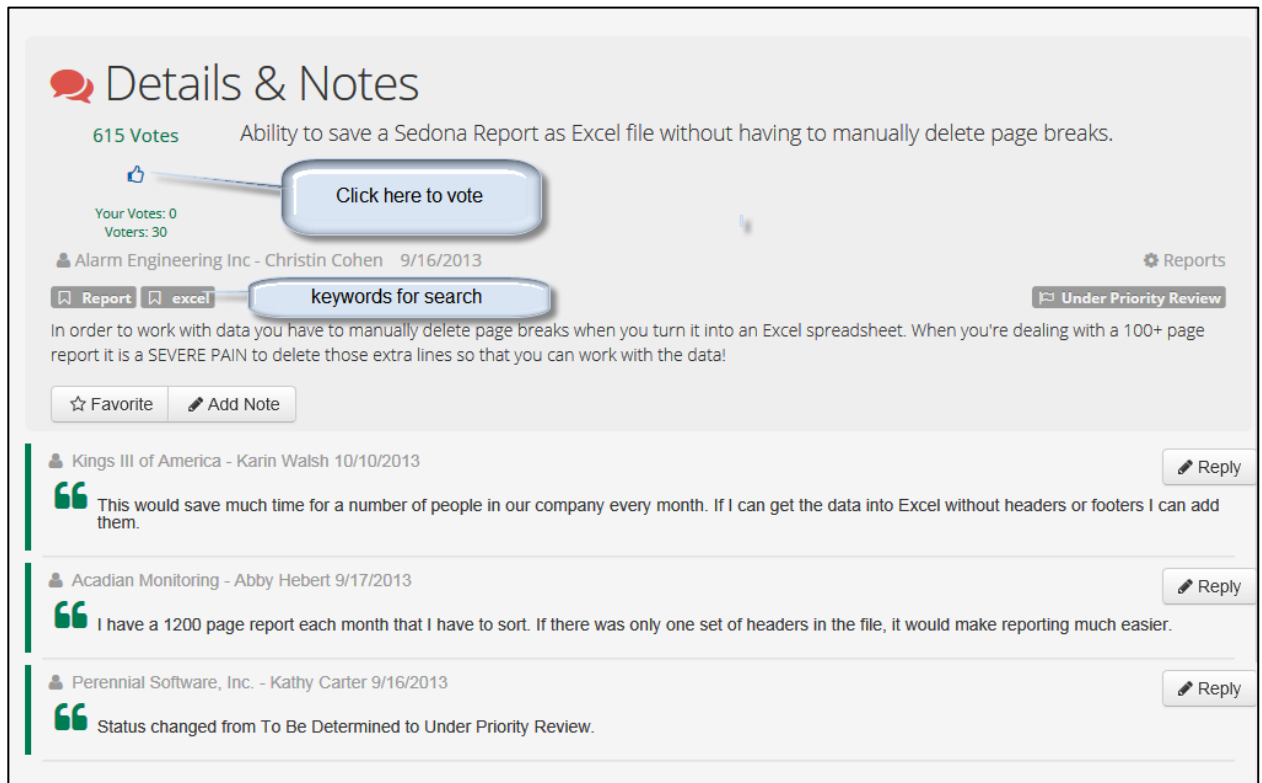 Details & Notes
615 Votes
Ability to save a Sedona Report as Excel file without having to manually delete page breaks.
Click here to vote
Your Votes: 0
Voters: 30
Alarm Engineering Inc - Christin Cohen 9/16/2013
Reports
Report
excel
keywords for search
Under Priority Review
In order to work with data you have to manually delete page breaks when you turn it into an Excel spreadsheet. When you're dealing with a 100+ page
report it is a SEVERE PAIN to delete those extra lines so that you can work with the data!
Favorite
Add Note
Kings III of America - Karin Walsh 10/10/2013
Reply
This would save much time for a number of people in our company every month. If I can get the data into Excel without headers or footers I can add
them.
Acadian Monitoring - Abby Hebert 9/17/2013
Reply
I have a 1200 page report each month that I have to sort. If there was only one set of headers in the file, it would make reporting much easier.
Perennial Software, Inc. - Kathy Carter 9/16/2013
Reply
Status changed from To Be Determined to Under Priority Review.